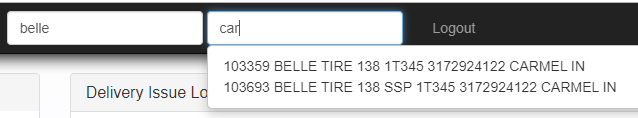 belle car Logout
103359 BELLE TIRE 138 1T345 3172924122 CARMEL IN
103693 BELLE TIRE 138 SSP 1T345 3172924122 CARMEL IN
Delivery Issue Lo